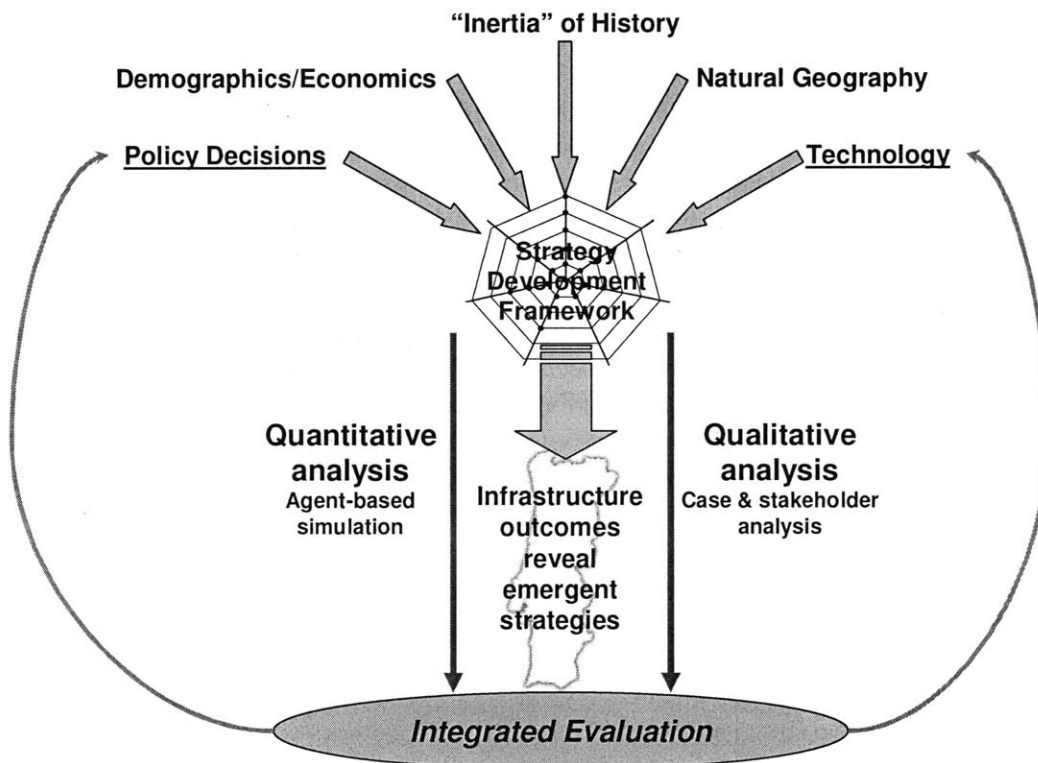 “Inertia” of History
Demographics/Economics
Natural Geography
Policy Decisions
Technology
Strategy
Development
Framework
Quantitative
analysis
Agent-based
simulation
Infrastructure
outcomes
reveal
emergent
strategies
Qualitative
analysis
Case & stakeholder
analysis
Integrated Evaluation